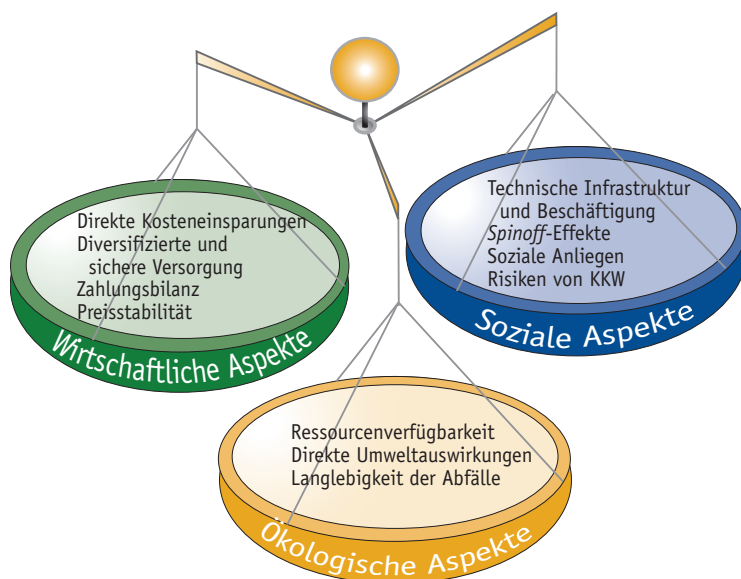 Direkte Kosteneinsparungen
Diversifizierte und
sichere Versorgung
Zahlungsbilanz
Preisstabilität
Wirtschaftliche Aspekte
Technische Infrastruktur
und Beschäftigung
Spinoff-Effekte
Soziale Anliegen
Risiken von KKW
Soziale Aspekte
Ressourcenverfügbarkeit
Direkte Umweltauswirkungen
Langlebigkeit der Abfälle
Ökologische Aspekte